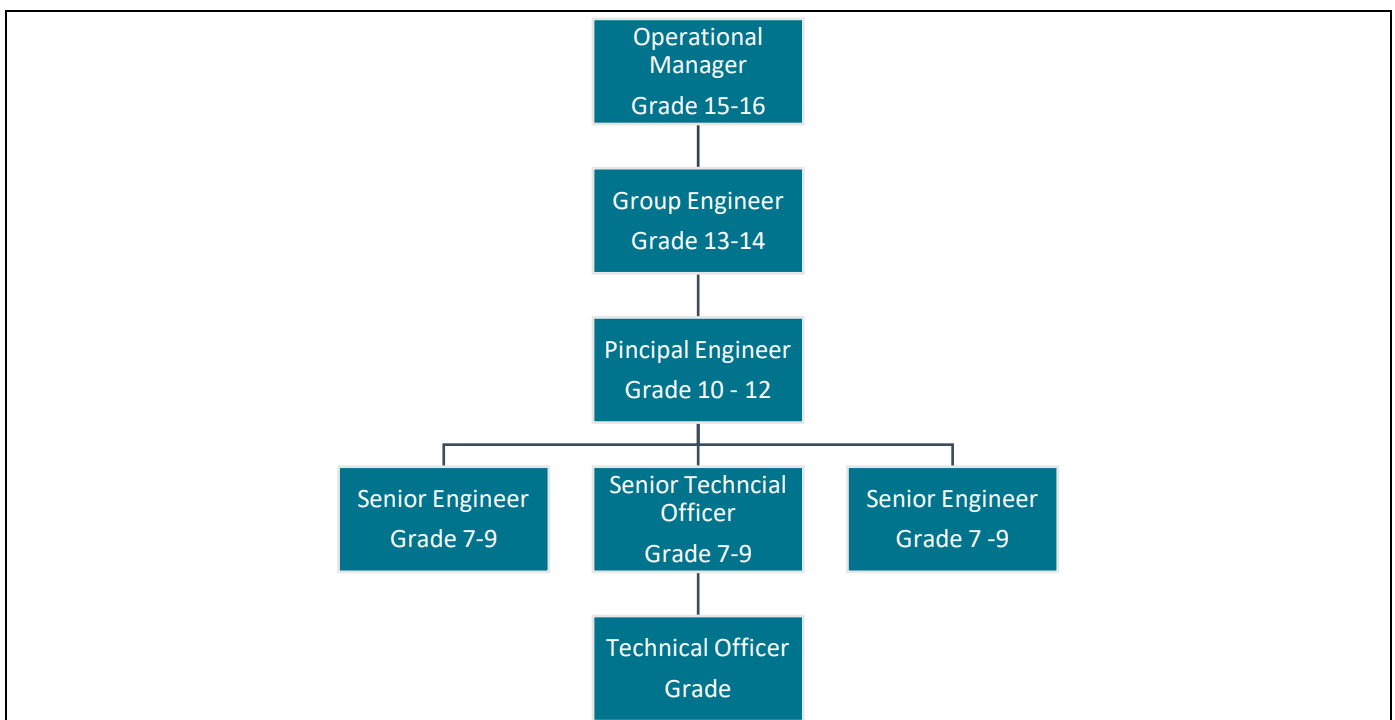 Operational
Manager
Grade 15-16
Group Engineer
Grade 13-14
Pincipal Engineer
Grade 10 - 12
Senior Engineer
Grade 7-9
Senior Techncial
Officer
Grade 7-9
Senior Engineer
Grade 7 -9
Technical Officer
Grade